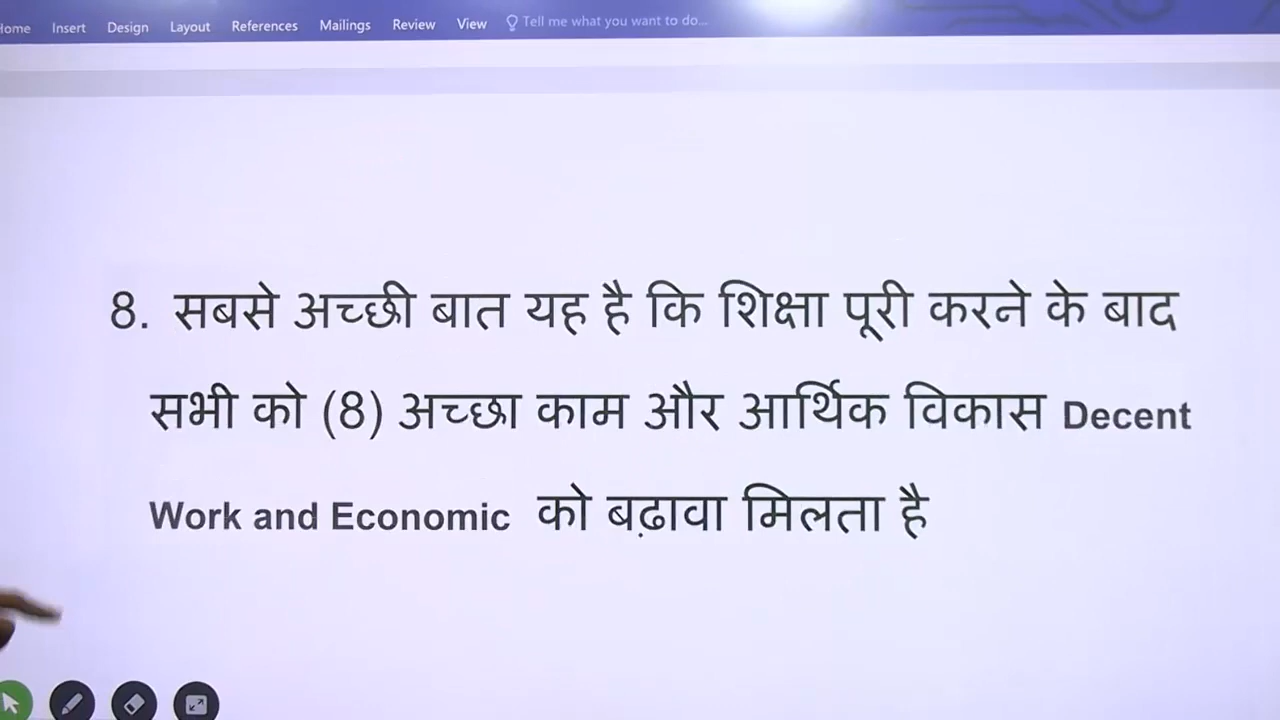 Home Insert Design Layout References Mailings Review View Tell me what you want to do...
8. सबसे अच्छी बात यह है कि शिक्षा पूरी करने के बाद
सभी को (8) अच्छा काम और आर्थिक विकास Decent
Work and Economic को बढ़ावा मिलता है